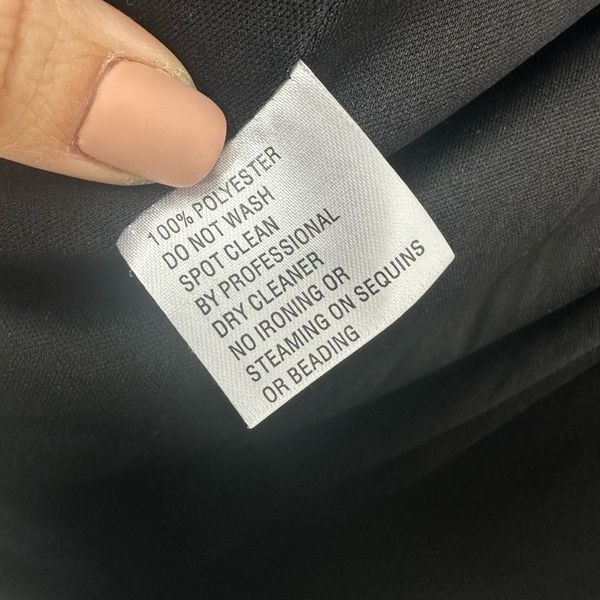 100% POLYESTER
DO NOT WASH
SPOT CLEAN
BY PROFESSIONAL
DRY CLEANER
NO IRONING OR
STEAMING ON SEQUINS
OR BEADING